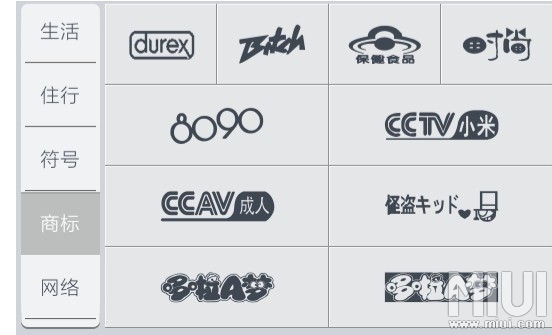 生活
住行
符号
商标
网络
durex
Bitch
保健食品
时尚
8090
CCTV小米
CCAV成人
怪盗キッド
哆啦A梦
哆啦A梦
MIUI
www.miui.com